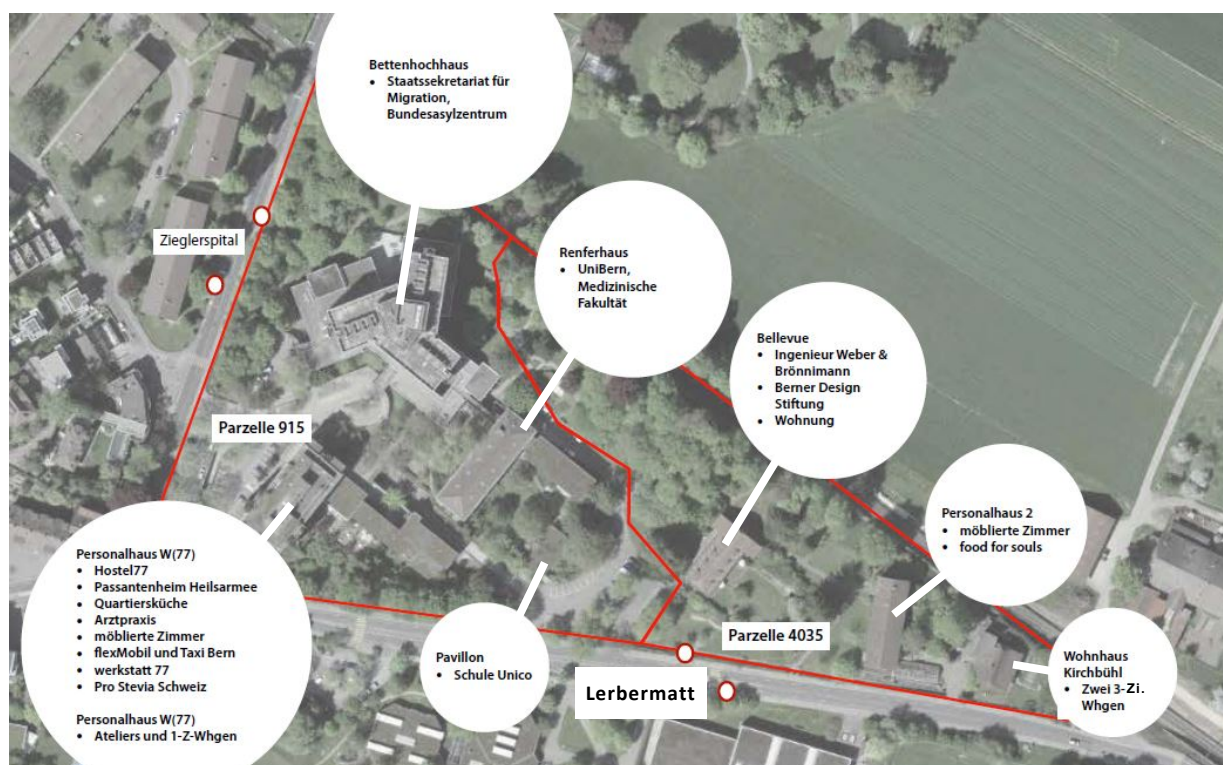 Bettenhochhaus
• Staatssekretariat für
Migration,
Bundesasylzentrum
Zieglerspital
Renferhaus
• UniBern,
Medizinische
Fakultät
Bellevue
• Ingenieur Weber &
Brönnimann
• Berner Design
Stiftung
• Wohnung
Parzelle 915
Personalhaus 2
• möblierte Zimmer
• food for souls
Personalhaus W(77)
• Hostel77
• Passantenheim Heilsarmee
• Quartiersküche
• Arztpraxis
• möblierte Zimmer
• flexMobil und Taxi Bern
• werkstatt 77
• Pro Stevia Schweiz
Personalhaus W(77)
• Ateliers und 1-Z-Whgen
Pavillon
• Schule Unico
Parzelle 4035
Lerbermatt
Wohnhaus
Kirchbühl
• Zwei 3-Zi.
Whgen